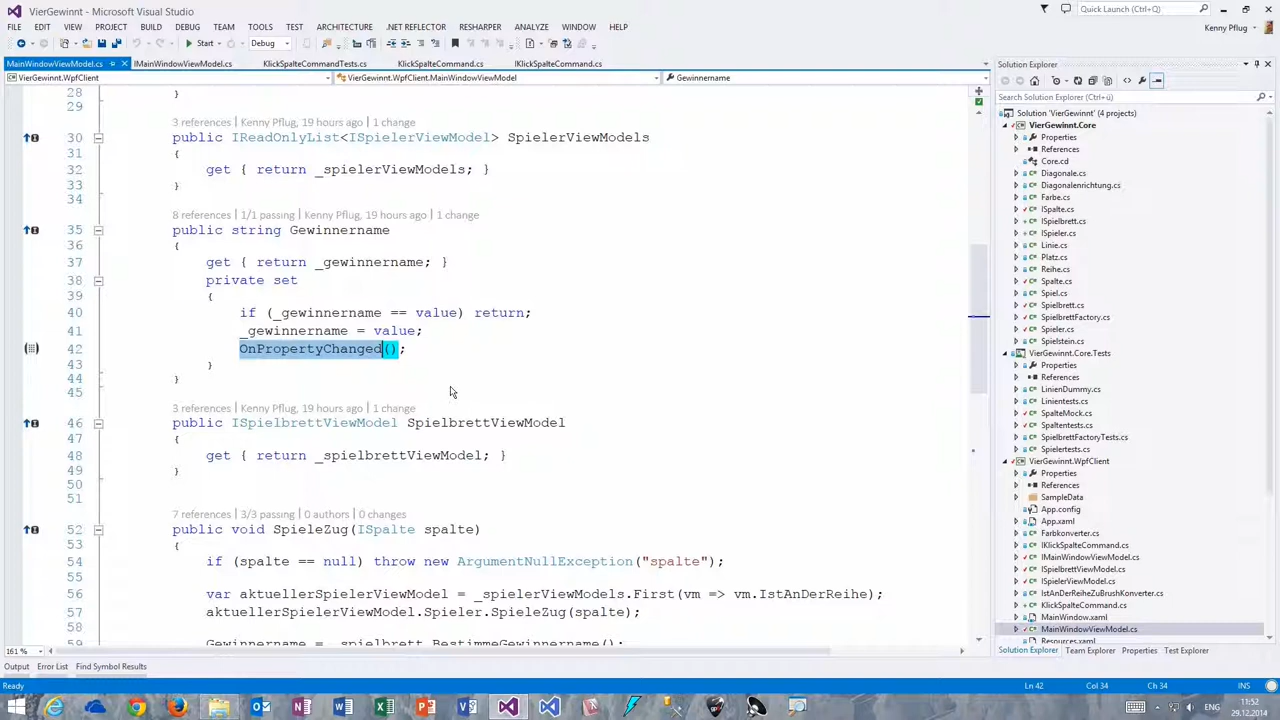 VierGewinnt - Microsoft Visual Studio
Quick Launch (Ctrl+Q)
FILE EDIT VIEW PROJECT BUILD DEBUG TEAM TOOLS TEST ARCHITECTURE .NET REFLECTOR RESHARPER ANALYZE WINDOW HELP
Kenny Pflug
Start Debug
MainWindowViewModel.cs IMainWindowViewModel.cs KlickSpalteCommandTests.cs KlickSpalteCommand.cs IKlickSpalteCommand.cs
VierGewinnt.WpfClient VierGewinnt.WpfClient.MainWindowViewModel Gewinnername
28 }
29
3 references | Kenny Pflug, 19 hours ago | 1 change
30 public IReadOnlyList<ISpielerViewModel> SpielerViewModels
31 {
32 get { return _spielerViewModels; }
33 }
34
8 references | 1/1 passing | Kenny Pflug, 19 hours ago | 1 change
35 public string Gewinnername
36 {
37 get { return _gewinnername; }
38 private set
39 {
40 if (_gewinnername == value) return;
41 _gewinnername = value;
42 OnPropertyChanged();
43 }
44 }
45
3 references | Kenny Pflug, 19 hours ago | 1 change
46 public ISpielbrettViewModel SpielbrettViewModel
47 {
48 get { return _spielbrettViewModel; }
49 }
50
51
7 references | 3/3 passing | 0 authors | 0 changes
52 public void SpieleZug(ISpalte spalte)
53 {
54 if (spalte == null) throw new ArgumentNullException("spalte");
55
56 var aktuellerSpielerViewModel = _spielerViewModels.First(vm => vm.IstAnDerReihe);
57 aktuellerSpielerViewModel.Spieler.SpieleZug(spalte);
58
59 Gewinnername = _spielbrett.BestimmeGewinnername();
161 %
Output Error List Find Symbol Results
Ready Ln 42 Col 34 Ch 34 INS
Solution Explorer
Search Solution Explorer (Ctrl+ü)
Solution 'VierGewinnt' (4 projects)
VierGewinnt.Core
Properties
References
Core.cd
Diagonale.cs
Diagonalenrichtung.cs
Farbe.cs
ISpalte.cs
ISpielbrett.cs
ISpieler.cs
Linie.cs
Platz.cs
Reihe.cs
Spalte.cs
Spiel.cs
Spielbrett.cs
SpielbrettFactory.cs
Spieler.cs
Spielstein.cs
VierGewinnt.Core.Tests
Properties
References
LinienDummy.cs
Linientests.cs
SpalteMock.cs
Spaltentests.cs
SpielbrettFactoryTests.cs
Spielertests.cs
VierGewinnt.WpfClient
Properties
References
SampleData
App.config
App.xaml
Farbkonverter.cs
IKlickSpalteCommand.cs
IMainWindowViewModel.cs
ISpielbrettViewModel.cs
ISpielerViewModel.cs
IstAnDerReiheZuBrushKonverter.cs
KlickSpalteCommand.cs
MainWindow.xaml
MainWindowViewModel.cs
Resources.xaml
Solution Explorer Team Explorer Properties Test Explorer
ENG
11:52
29.12.2014